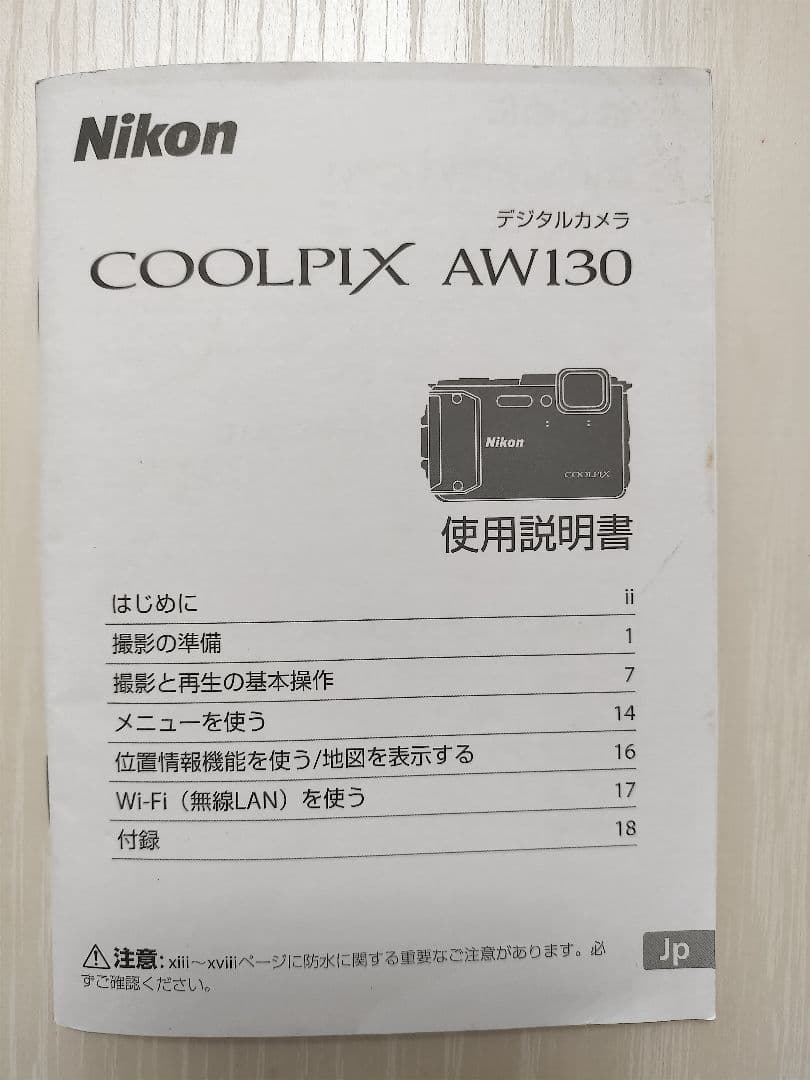 Nikon
デジタルカメラ
COOLPIX AW130
Nikon
COOLPIX
使用説明書
はじめに ii
撮影の準備 1
撮影と再生の基本操作 7
メニューを使う 14
位置情報機能を使う/地図を表示する 16
Wi-Fi（無線LAN）を使う 17
付録 18
注意: xiii～xviiiページに防水に関する重要なご注意があります。必
ずご確認ください。
Jp